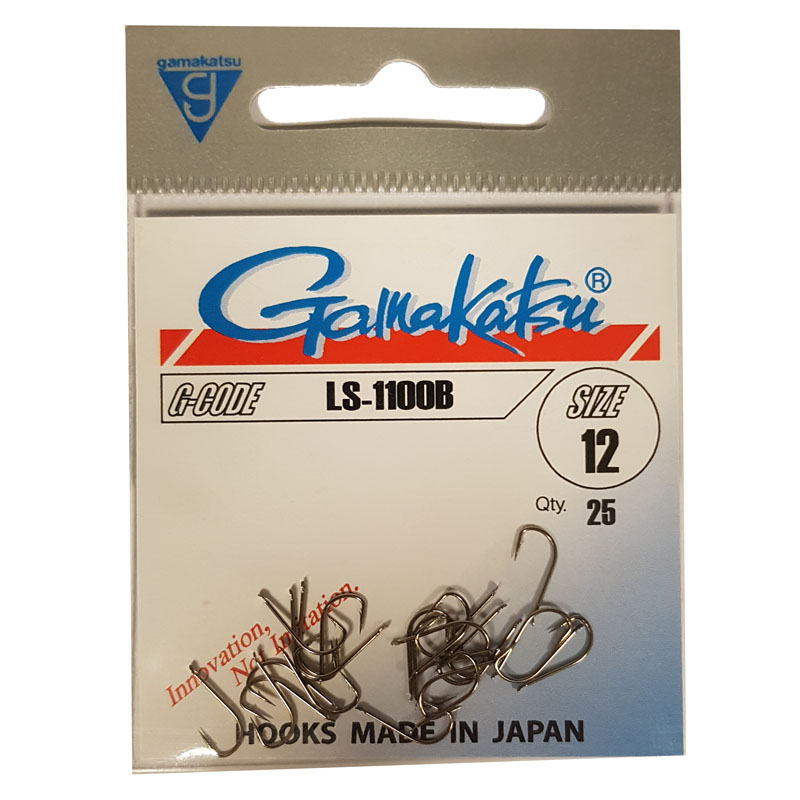 gamakatsu
g
Gamakatsu®
G-CODE LS-1100B SIZE
12
Qty. 25
Innovation,
Not Imitation.
HOOKS MADE IN JAPAN